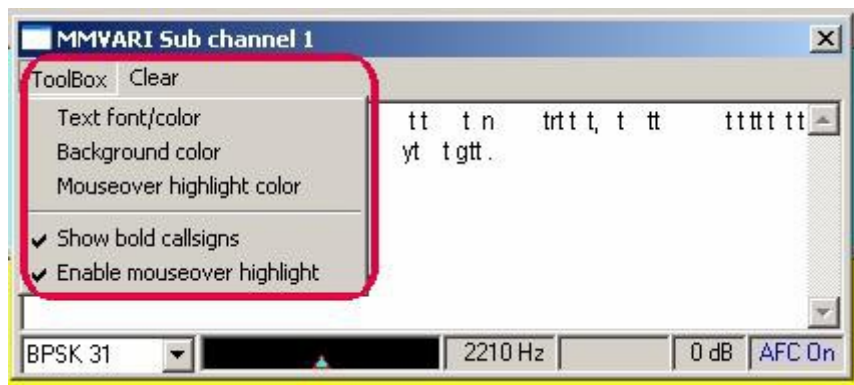 MMVARI Sub channel 1
ToolBox Clear
Text font/color
Background color
Mouseover highlight color
Show bold callsigns
Enable mouseover highlight
tt t n trtt t, t tt tttttt tt
yt t gtt .
BPSK 31 2210 Hz 0 dB AFC On